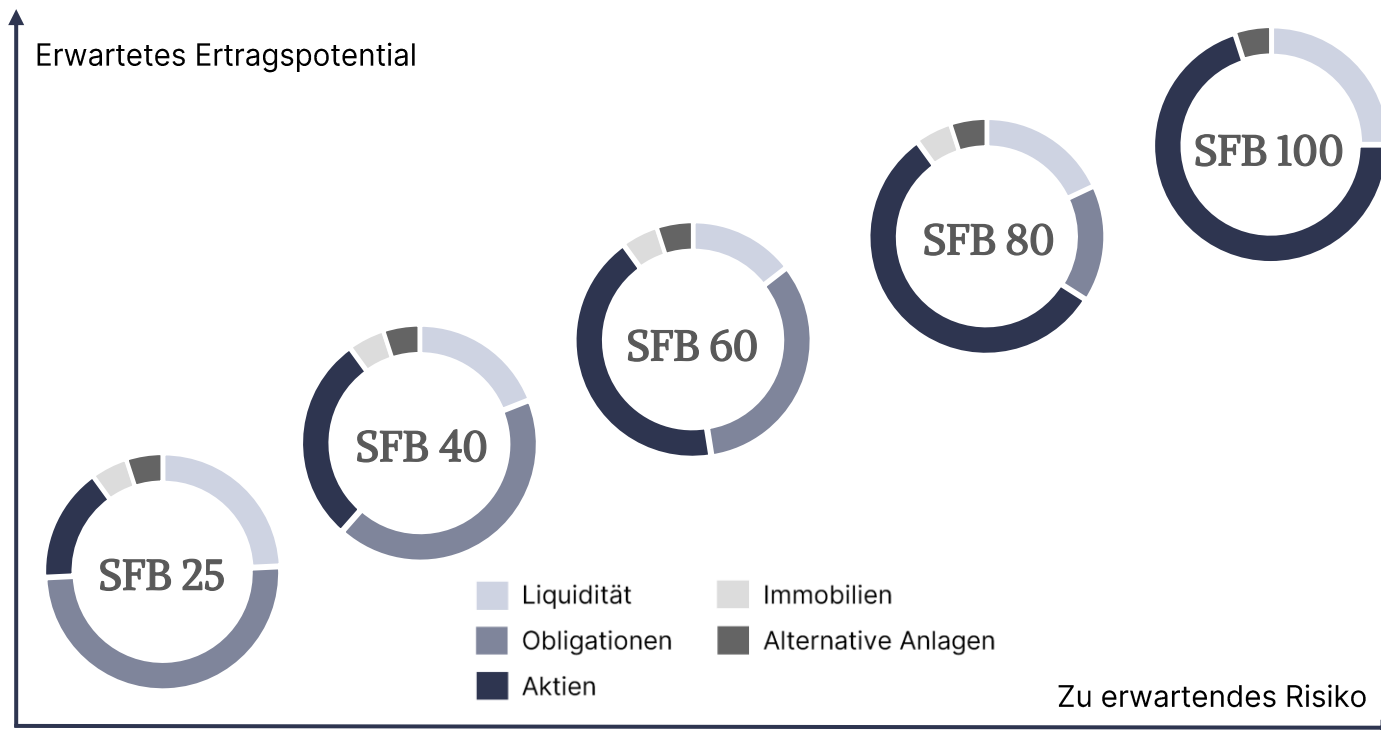 Erwartetes Ertragspotential
SFB 100
SFB 80
SFB 60
SFB 40
SFB 25
Liquidität
Immobilien
Obligationen
Alternative Anlagen
Aktien
Zu erwartendes Risiko